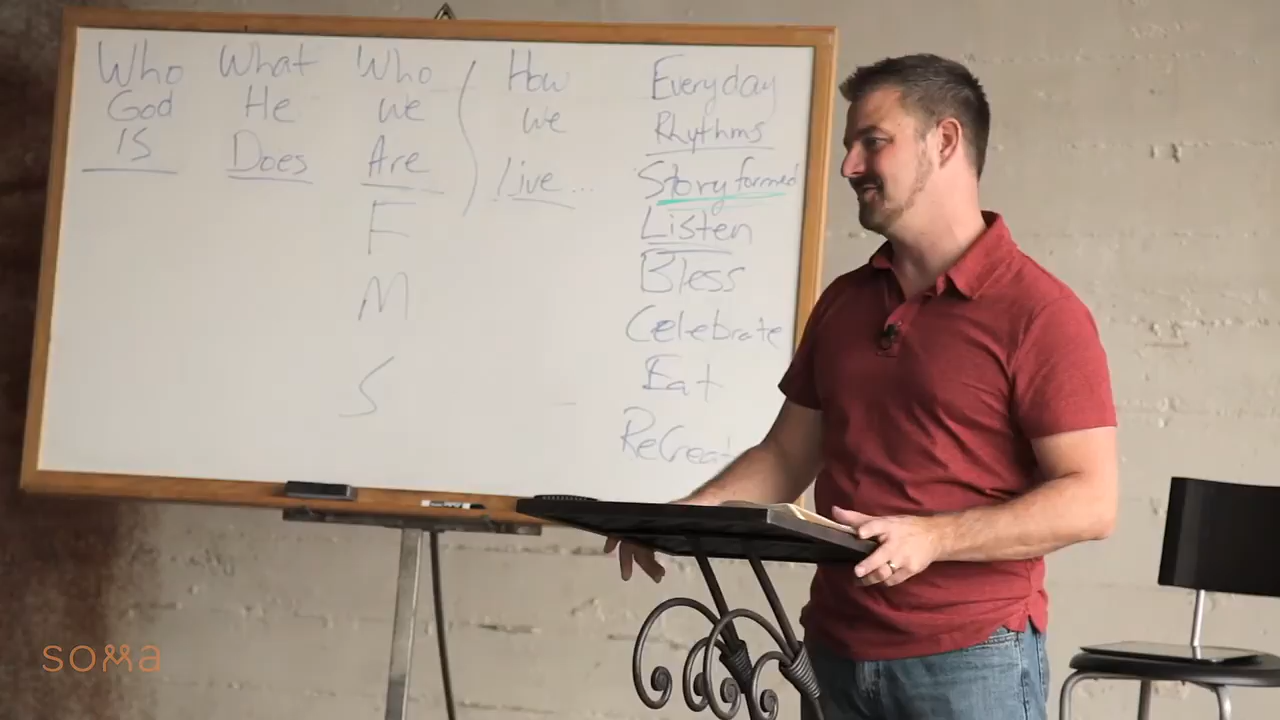 Who
God
IS
What
He
Does
Who
we
Are
F
M
S
How
we
Live...
Everyday
Rhythms
Story formed
Listen
Bless
Celebrate
Eat
ReCreat
soma